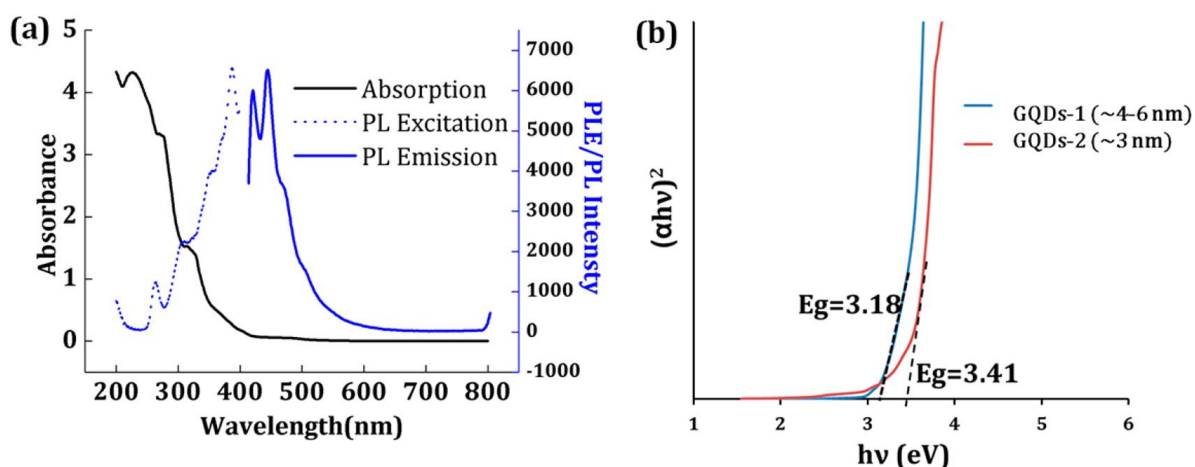 (a)
5
4
3
2
1
0
Absorbance
200 300 400 500 600 700 800
Wavelength(nm)
7000
6000
5000
4000
3000
2000
1000
0
-1000
PLE/PL Intensty
Absorption
PL Excitation
PL Emission
(b)
(αhν)²
GQDs-1 (~4-6 nm)
GQDs-2 (~3 nm)
Eg=3.18
Eg=3.41
1 2 3 4 5 6
hν (eV)